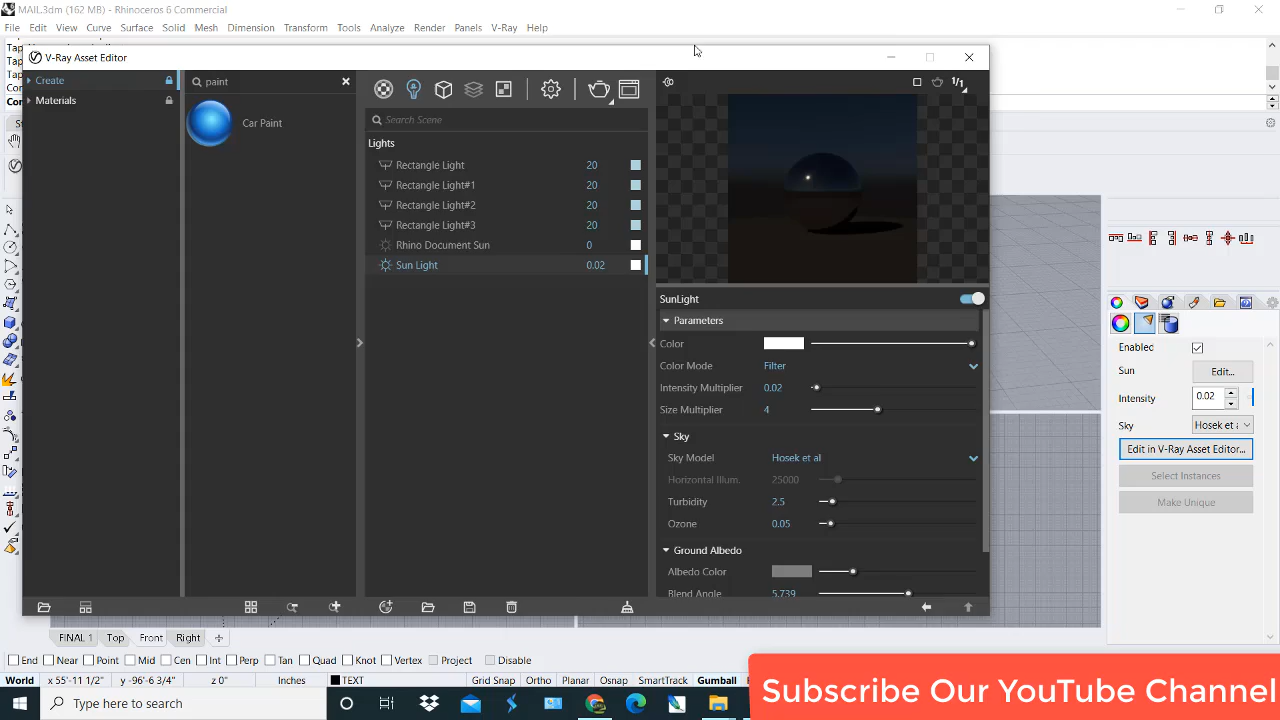 MAIL.3dm (162 MB) - Rhinoceros 6 Commercial
File Edit View Curve Surface Solid Mesh Dimension Transform Tools Analyze Render Panels V-Ray Help
V-Ray Asset Editor
Create
Materials
paint
Car Paint
Search Scene
Lights
Rectangle Light 20
Rectangle Light#1 20
Rectangle Light#2 20
Rectangle Light#3 20
Rhino Document Sun 0
Sun Light 0.02
1/1
SunLight
Parameters
Color
Color Mode Filter
Intensity Multiplier 0.02
Size Multiplier 4
Sky
Sky Model Hosek et al
Horizontal Illum. 25000
Turbidity 2.5
Ozone 0.05
Ground Albedo
Albedo Color
Blend Angle 5.739
Enabled
Sun Edit...
Intensity 0.02
Sky
Edit in V-Ray Asset Editor...
Select Instances
Make Unique
FINAL 1 Top Front Right
End Near Point Mid Cen Int Perp Tan Quad Knot Vertex Project Disable
World x 55'-11 1/2" y -96'-6 3/4" z 0" Inches TEXT Grid Snap Ortho Planar Osnap SmartTrack Gumball
Type here to search
Subscribe Our YouTube Channel